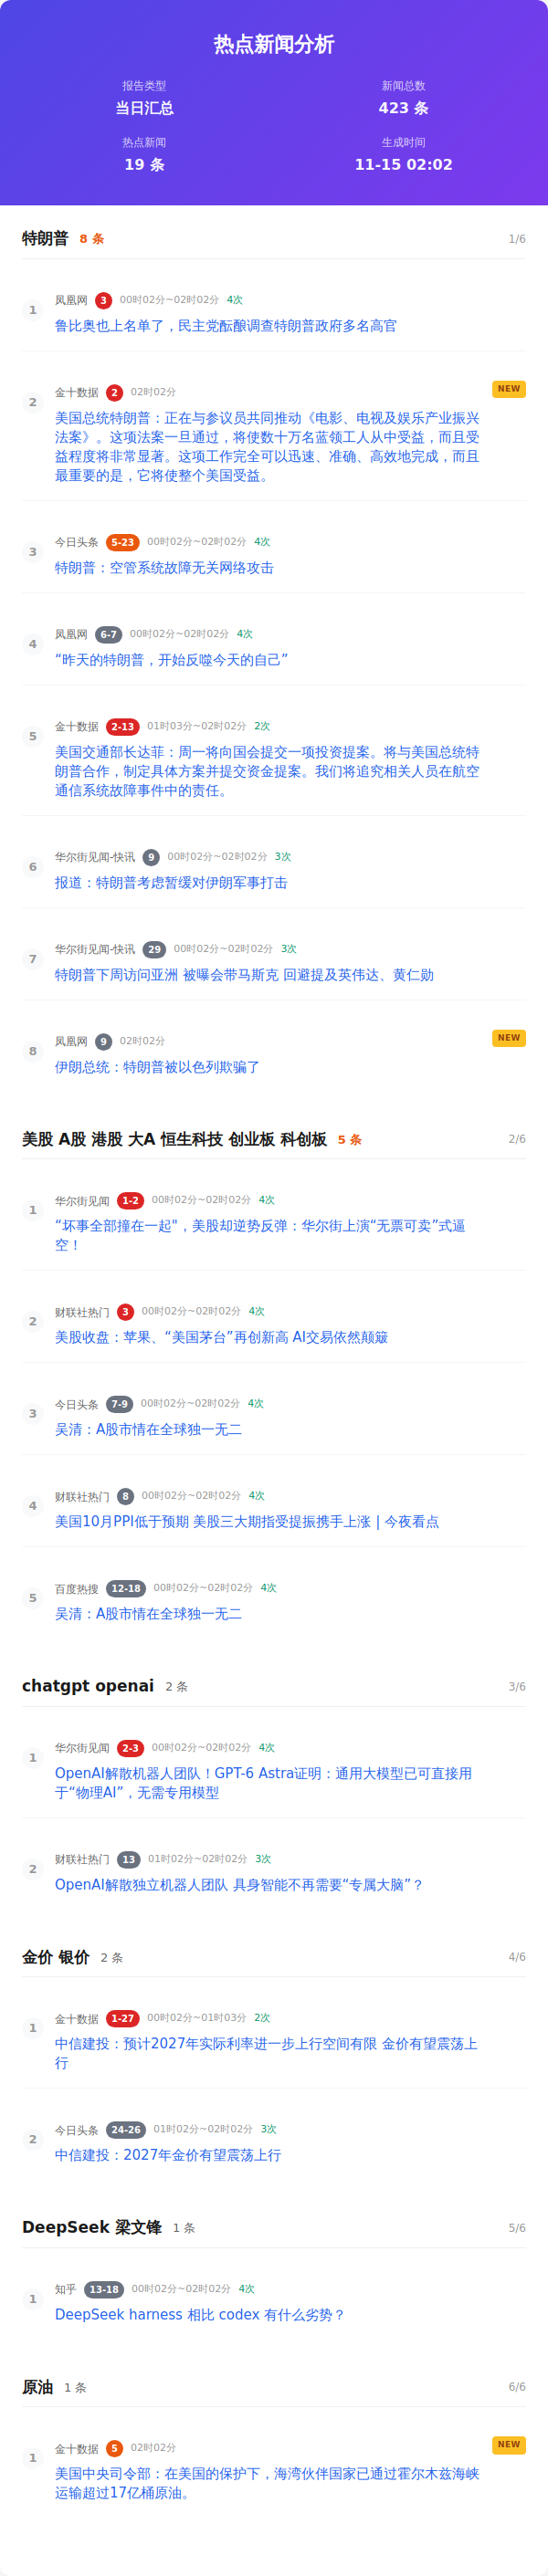 热点新闻分析
报告类型
新闻总数
当日汇总
423 条
热点新闻
生成时间
19 条
11-15 02:02
特朗普 8 条 1/6
1
凤凰网 3 00时02分~02时02分 4次
鲁比奥也上名单了，民主党酝酿调查特朗普政府多名高官
2
金十数据 2 02时02分 NEW
美国总统特朗普：正在与参议员共同推动《电影、电视及娱乐产业振兴
法案》。这项法案一旦通过，将使数十万名蓝领工人从中受益，而且受
益程度将非常显著。这项工作完全可以迅速、准确、高效地完成，而且
最重要的是，它将使整个美国受益。
3
今日头条 5-23 00时02分~02时02分 4次
特朗普：空管系统故障无关网络攻击
4
凤凰网 6-7 00时02分~02时02分 4次
“昨天的特朗普，开始反噬今天的自己”
5
金十数据 2-13 01时03分~02时02分 2次
美国交通部长达菲：周一将向国会提交一项投资提案。将与美国总统特
朗普合作，制定具体方案并提交资金提案。我们将追究相关人员在航空
通信系统故障事件中的责任。
6
华尔街见闻-快讯 9 00时02分~02时02分 3次
报道：特朗普考虑暂缓对伊朗军事打击
7
华尔街见闻-快讯 29 00时02分~02时02分 3次
特朗普下周访问亚洲 被曝会带马斯克 回避提及英伟达、黄仁勋
8
凤凰网 9 02时02分 NEW
伊朗总统：特朗普被以色列欺骗了
美股 A股 港股 大A 恒生科技 创业板 科创板 5 条 2/6
1
华尔街见闻 1-2 00时02分~02时02分 4次
“坏事全部撞在一起"，美股却逆势反弹：华尔街上演“无票可卖”式逼
空！
2
财联社热门 3 00时02分~02时02分 4次
美股收盘：苹果、“美国茅台”再创新高 AI交易依然颠簸
3
今日头条 7-9 00时02分~02时02分 4次
吴清：A股市情在全球独一无二
4
财联社热门 8 00时02分~02时02分 4次
美国10月PPI低于预期 美股三大期指受提振携手上涨 | 今夜看点
5
百度热搜 12-18 00时02分~02时02分 4次
吴清：A股市情在全球独一无二
chatgpt openai 2 条 3/6
1
华尔街见闻 2-3 00时02分~02时02分 4次
OpenAI解散机器人团队！GPT-6 Astra证明：通用大模型已可直接用
于“物理AI”，无需专用模型
2
财联社热门 13 01时02分~02时02分 3次
OpenAI解散独立机器人团队 具身智能不再需要“专属大脑”？
金价 银价 2 条 4/6
1
金十数据 1-27 00时02分~01时03分 2次
中信建投：预计2027年实际利率进一步上行空间有限 金价有望震荡上
行
2
今日头条 24-26 01时02分~02时02分 3次
中信建投：2027年金价有望震荡上行
DeepSeek 梁文锋 1 条 5/6
1
知乎 13-18 00时02分~02时02分 4次
DeepSeek harness 相比 codex 有什么劣势？
原油 1 条 6/6
1
金十数据 5 02时02分 NEW
美国中央司令部：在美国的保护下，海湾伙伴国家已通过霍尔木兹海峡
运输超过17亿桶原油。